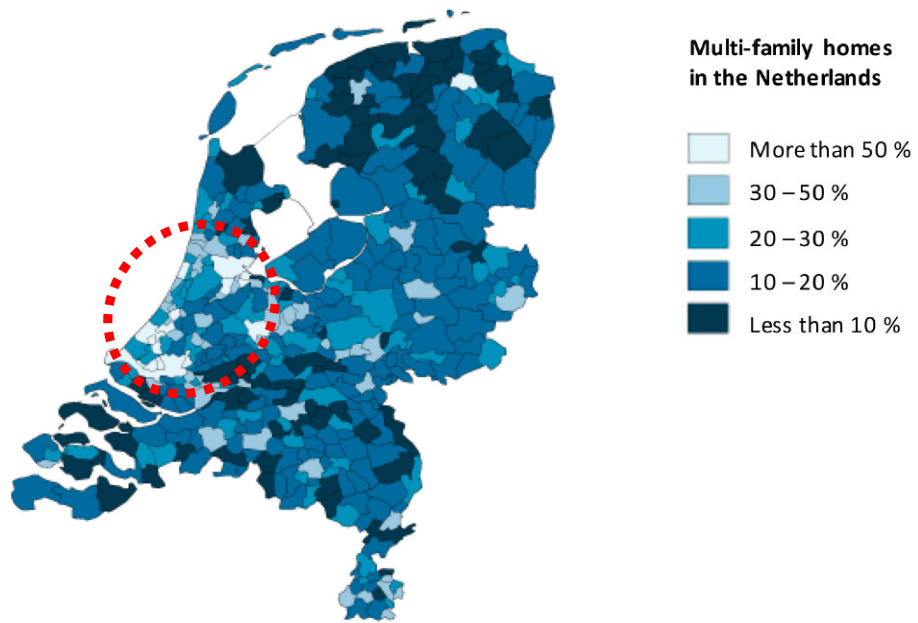 Multi-family homes
in the Netherlands
More than 50 %
30 – 50 %
20 – 30 %
10 – 20 %
Less than 10 %